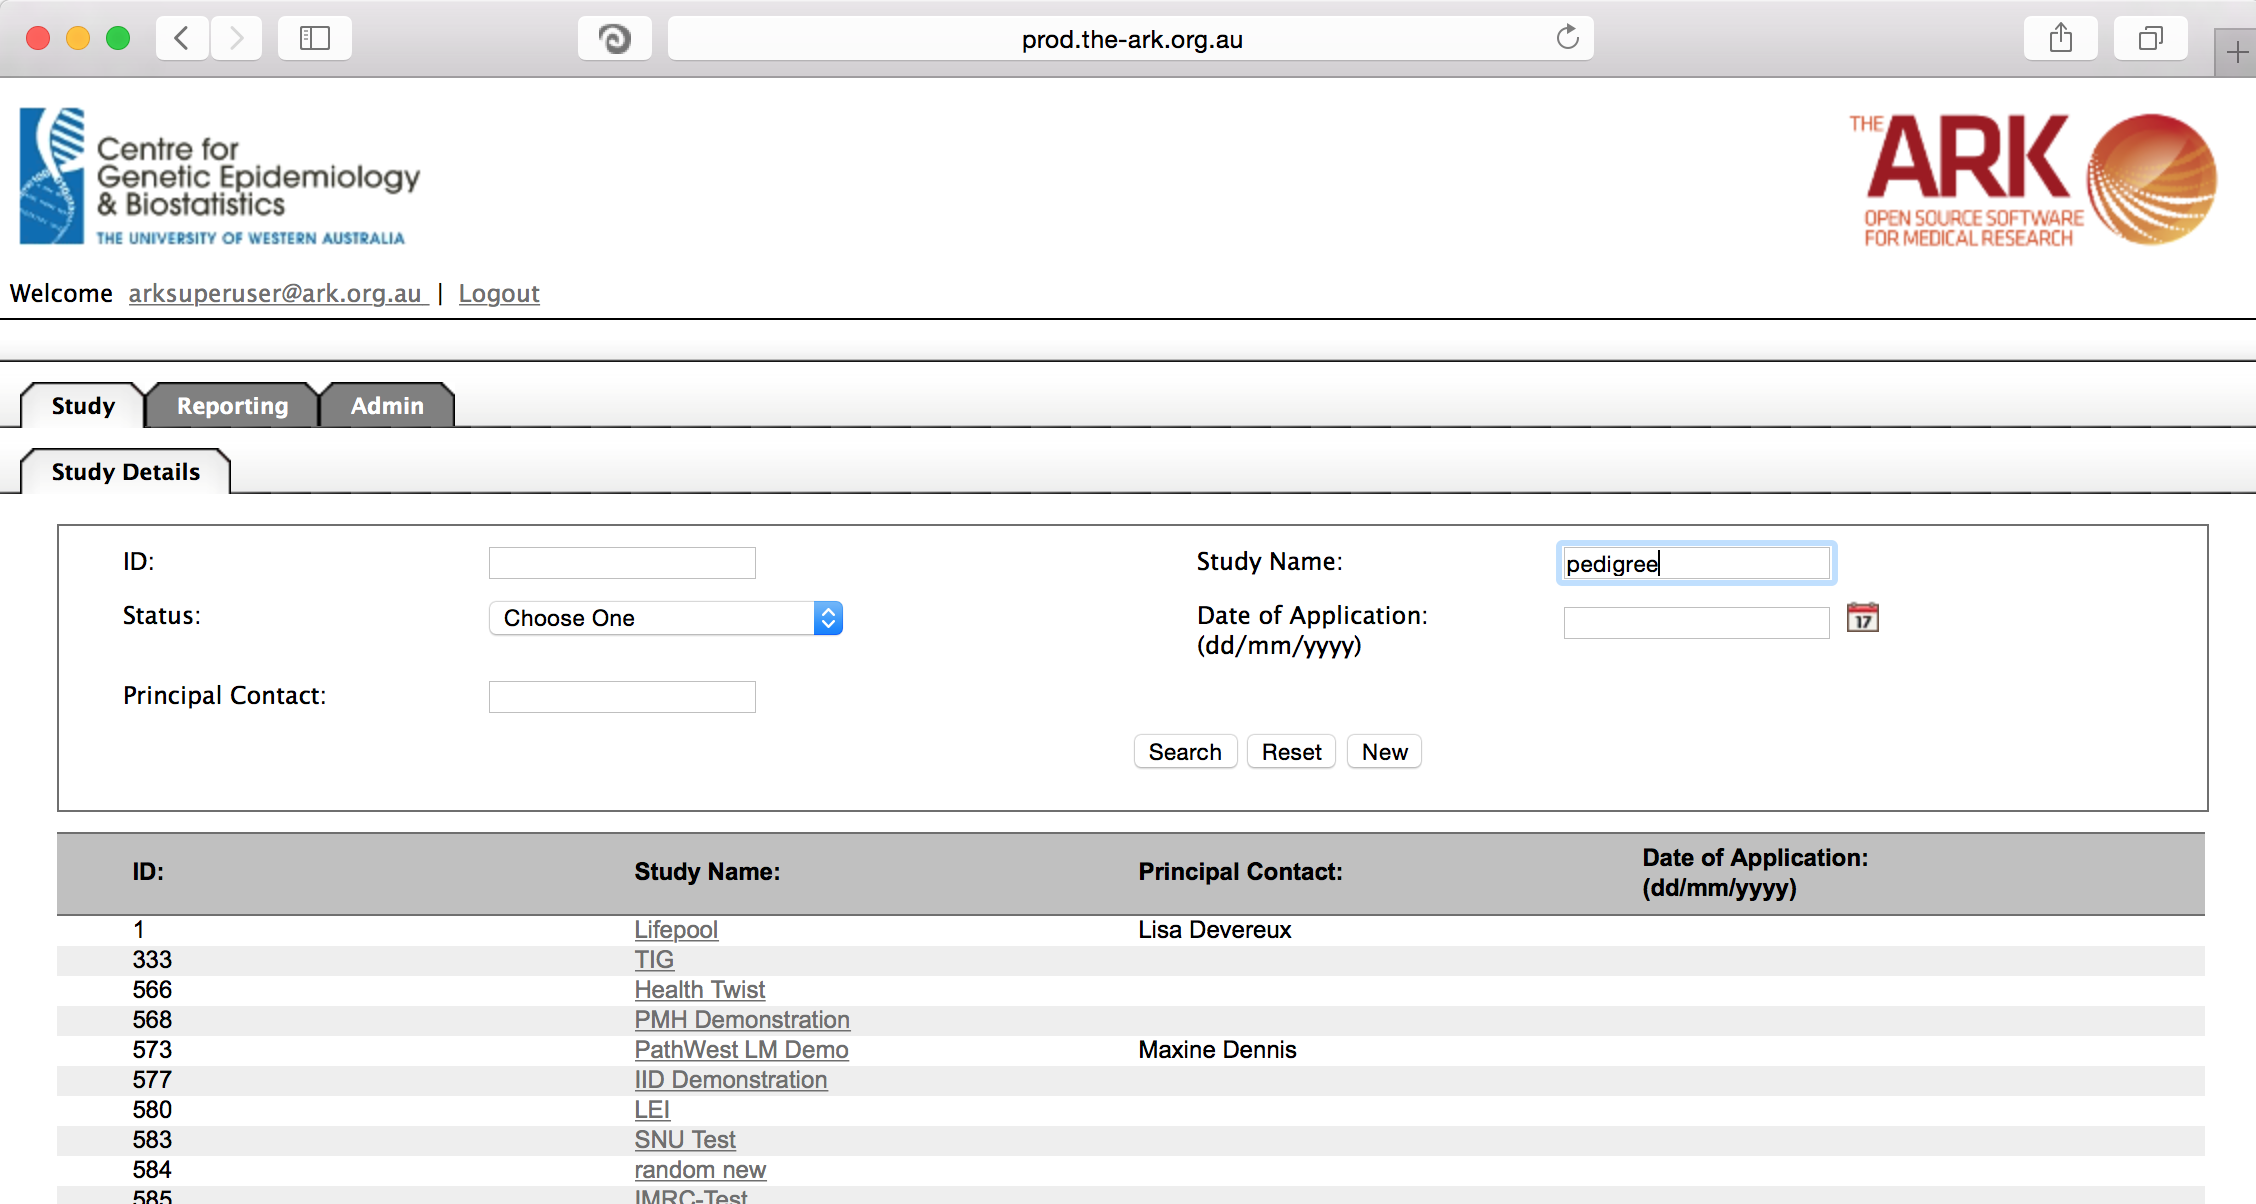 prod.the-ark.org.au
Centre for
Genetic Epidemiology
& Biostatistics
THE UNIVERSITY OF WESTERN AUSTRALIA
THE ARK
OPEN SOURCE SOFTWARE
FOR MEDICAL RESEARCH
Welcome arksuperuser@ark.org.au | Logout
Study Reporting Admin
Study Details
ID: Study Name: pedigree
Status: Choose One Date of Application: 17
(dd/mm/yyyy)
Principal Contact:
Search Reset New
ID: Study Name: Principal Contact: Date of Application:
(dd/mm/yyyy)
1 Lifepool Lisa Devereux
333 TIG
566 Health Twist
568 PMH Demonstration
573 PathWest LM Demo Maxine Dennis
577 IID Demonstration
580 LEI
583 SNU Test
584 random new
585 IMRC-Test